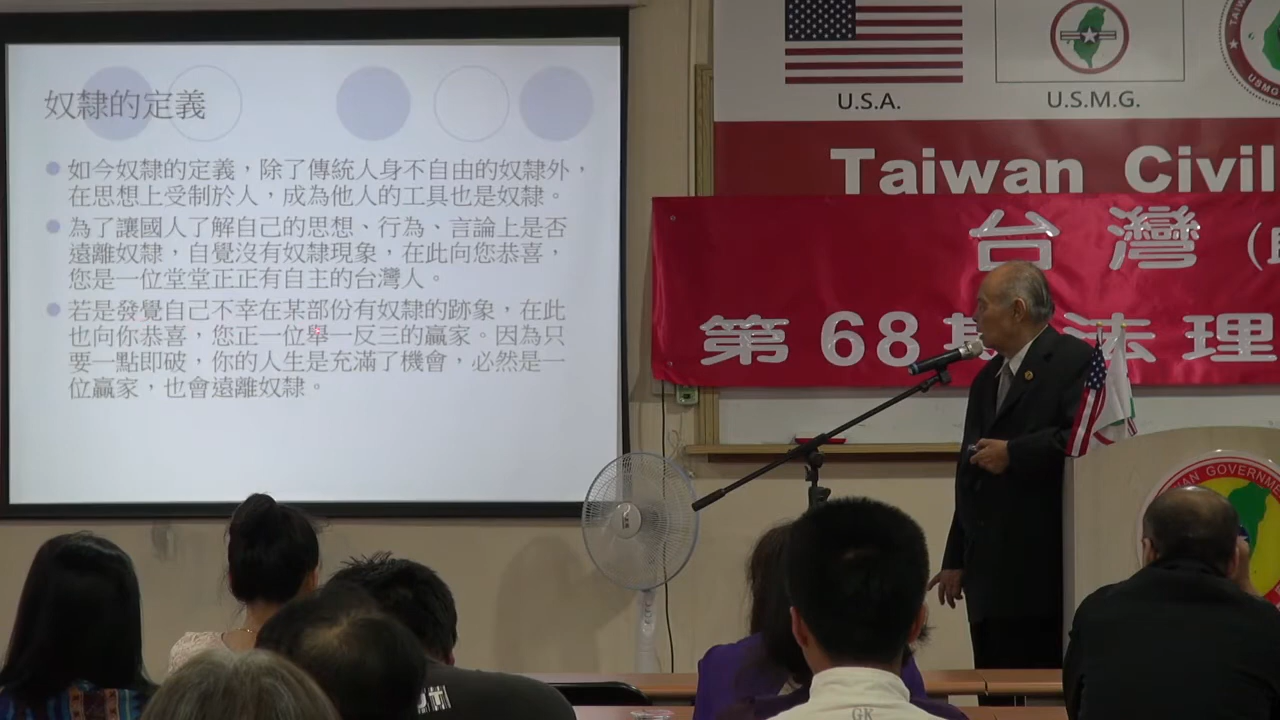 奴隸的定義
如今奴隸的定義，除了傳統人身不自由的奴隸外，
在思想上受制於人，成為他人的工具也是奴隸。
為了讓國人了解自己的思想、行為、言論上是否
遠離奴隸，自覺沒有奴隸現象，在此向您恭喜，
您是一位堂堂正正有自主的台灣人。
若是發覺自己不幸在某部份有奴隸的跡象，在此
也向你恭喜，您正一位舉一反三的贏家。因為只
要一點即破，你的人生是充滿了機會，必然是一
位贏家，也會遠離奴隸。
U.S.A.
U.S.M.G.
USMG
Taiwan Civil
台灣
第68期法理
GOVERNME
GK